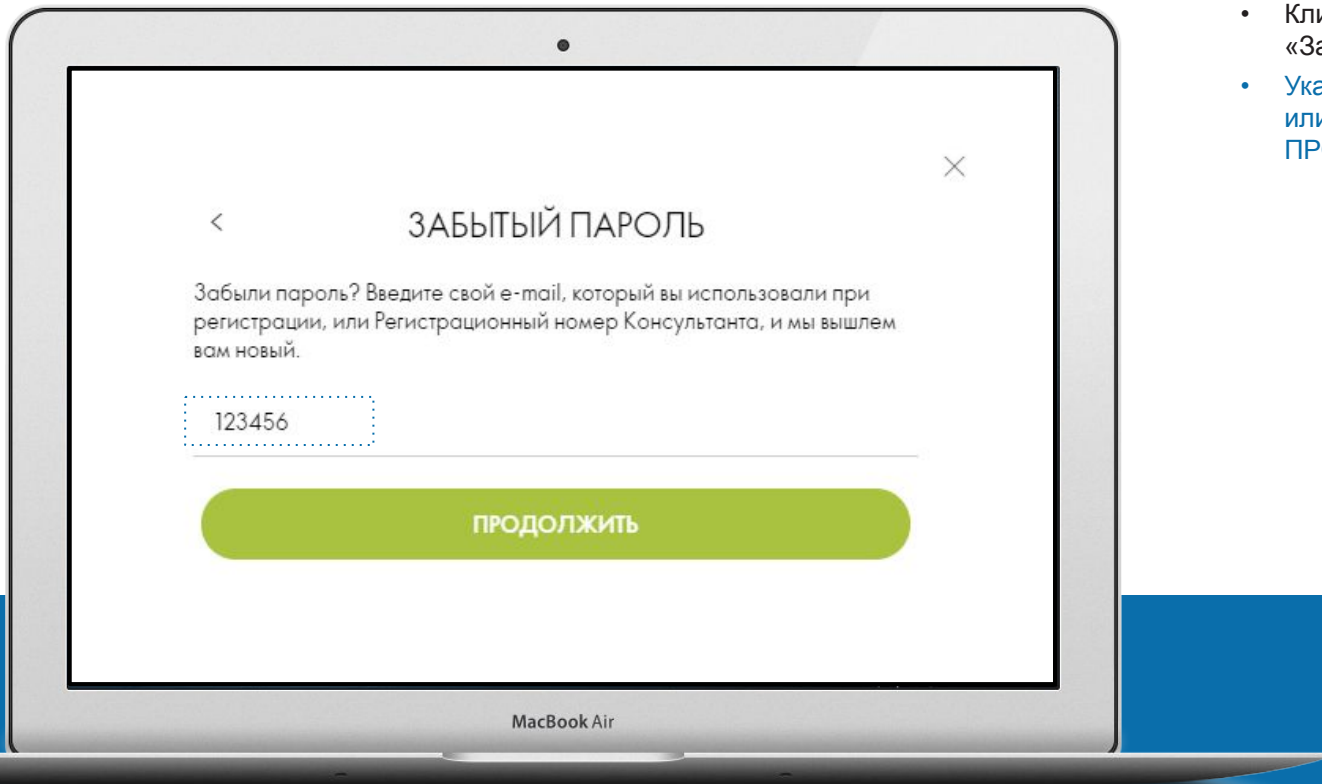 ЗАБЫТЫЙ ПАРОЛЬ
Забыли пароль? Введите свой e-mail, который вы использовали при
регистрации, или Регистрационный номер Консультанта, и мы вышлем
вам новый.
123456
ПРОДОЛЖИТЬ
MacBook Air
или